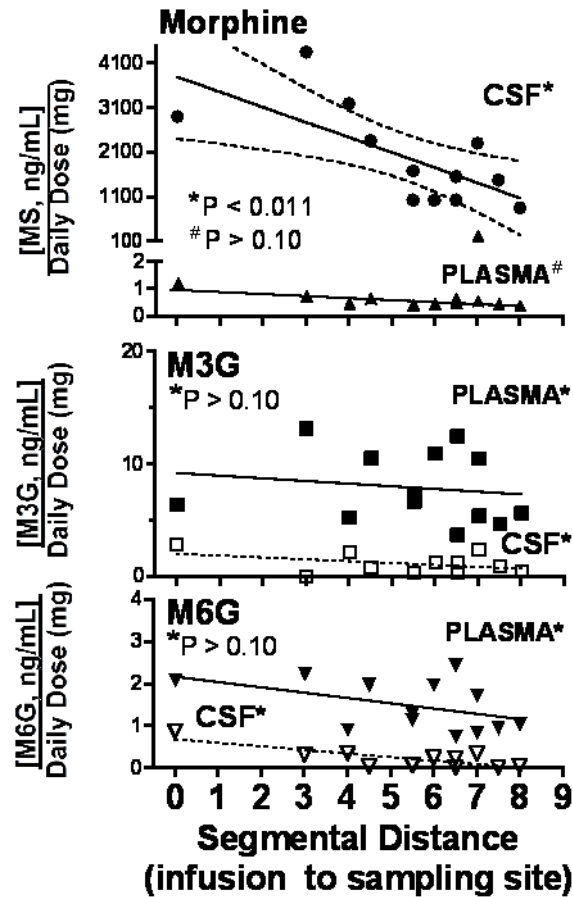 Morphine
[MS, ng/mL]
Daily Dose (mg)
4100
3100
2100
1100
100
CSF*
*P < 0.011
#P > 0.10
2
1
0
PLASMA#
[M3G, ng/mL]
Daily Dose (mg)
20
10
0
M3G
*P > 0.10
PLASMA*
CSF*
[M6G, ng/mL]
Daily Dose (mg)
4
3
2
1
0
M6G
*P > 0.10
PLASMA*
CSF*
0 1 2 3 4 5 6 7 8 9
Segmental Distance
(infusion to sampling site)